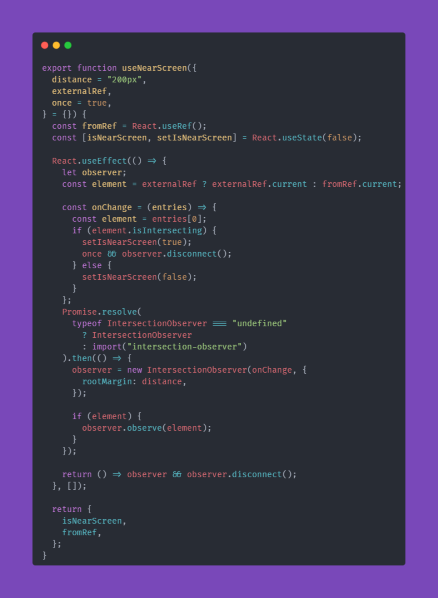 export function useNearScreen({
  distance = "200px",
  externalRef,
  once = true,
} = {}) {
  const fromRef = React.useRef();
  const [isNearScreen, setIsNearScreen] = React.useState(false);

  React.useEffect(() => {
    let observer;
    const element = externalRef ? externalRef.current : fromRef.current;

    const onChange = (entries) => {
      const element = entries[0];
      if (element.isIntersecting) {
        setIsNearScreen(true);
        once && observer.disconnect();
      } else {
        setIsNearScreen(false);
      }
    };
    Promise.resolve(
      typeof IntersectionObserver === "undefined"
        ? IntersectionObserver
        : import("intersection-observer")
    ).then(() => {
      observer = new IntersectionObserver(onChange, {
        rootMargin: distance,
      });

      if (element) {
        observer.observe(element);
      }
    });

    return () => observer && observer.disconnect();
  }, []);

  return {
    isNearScreen,
    fromRef,
  };
}